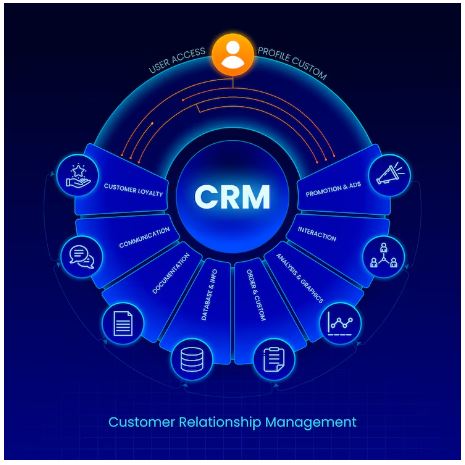 USER ACCESS
PROFILE CUSTOM
CRM
CUSTOMER LOYALTY
COMMUNICATION
DOCUMENTATION
DATABASE & INFO
ORDER & CUSTOM
ANALYSIS & GRAPHICS
INTERACTION
PROMOTION & ADS
Customer Relationship Management